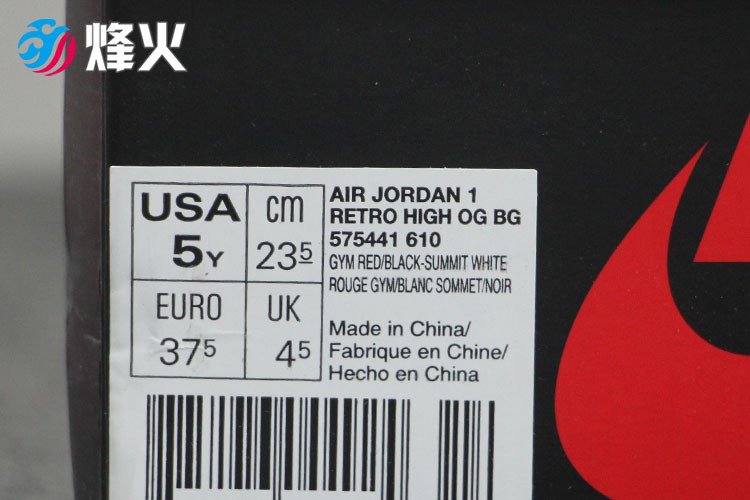 烽火
USA
5Y
cm
235
EURO
375
UK
45
AIR JORDAN 1
RETRO HIGH OG BG
575441 610
GYM RED/BLACK-SUMMIT WHITE
ROUGE GYM/BLANC SOMMET/NOIR
Made in China/
Fabrique en Chine/
Hecho en China